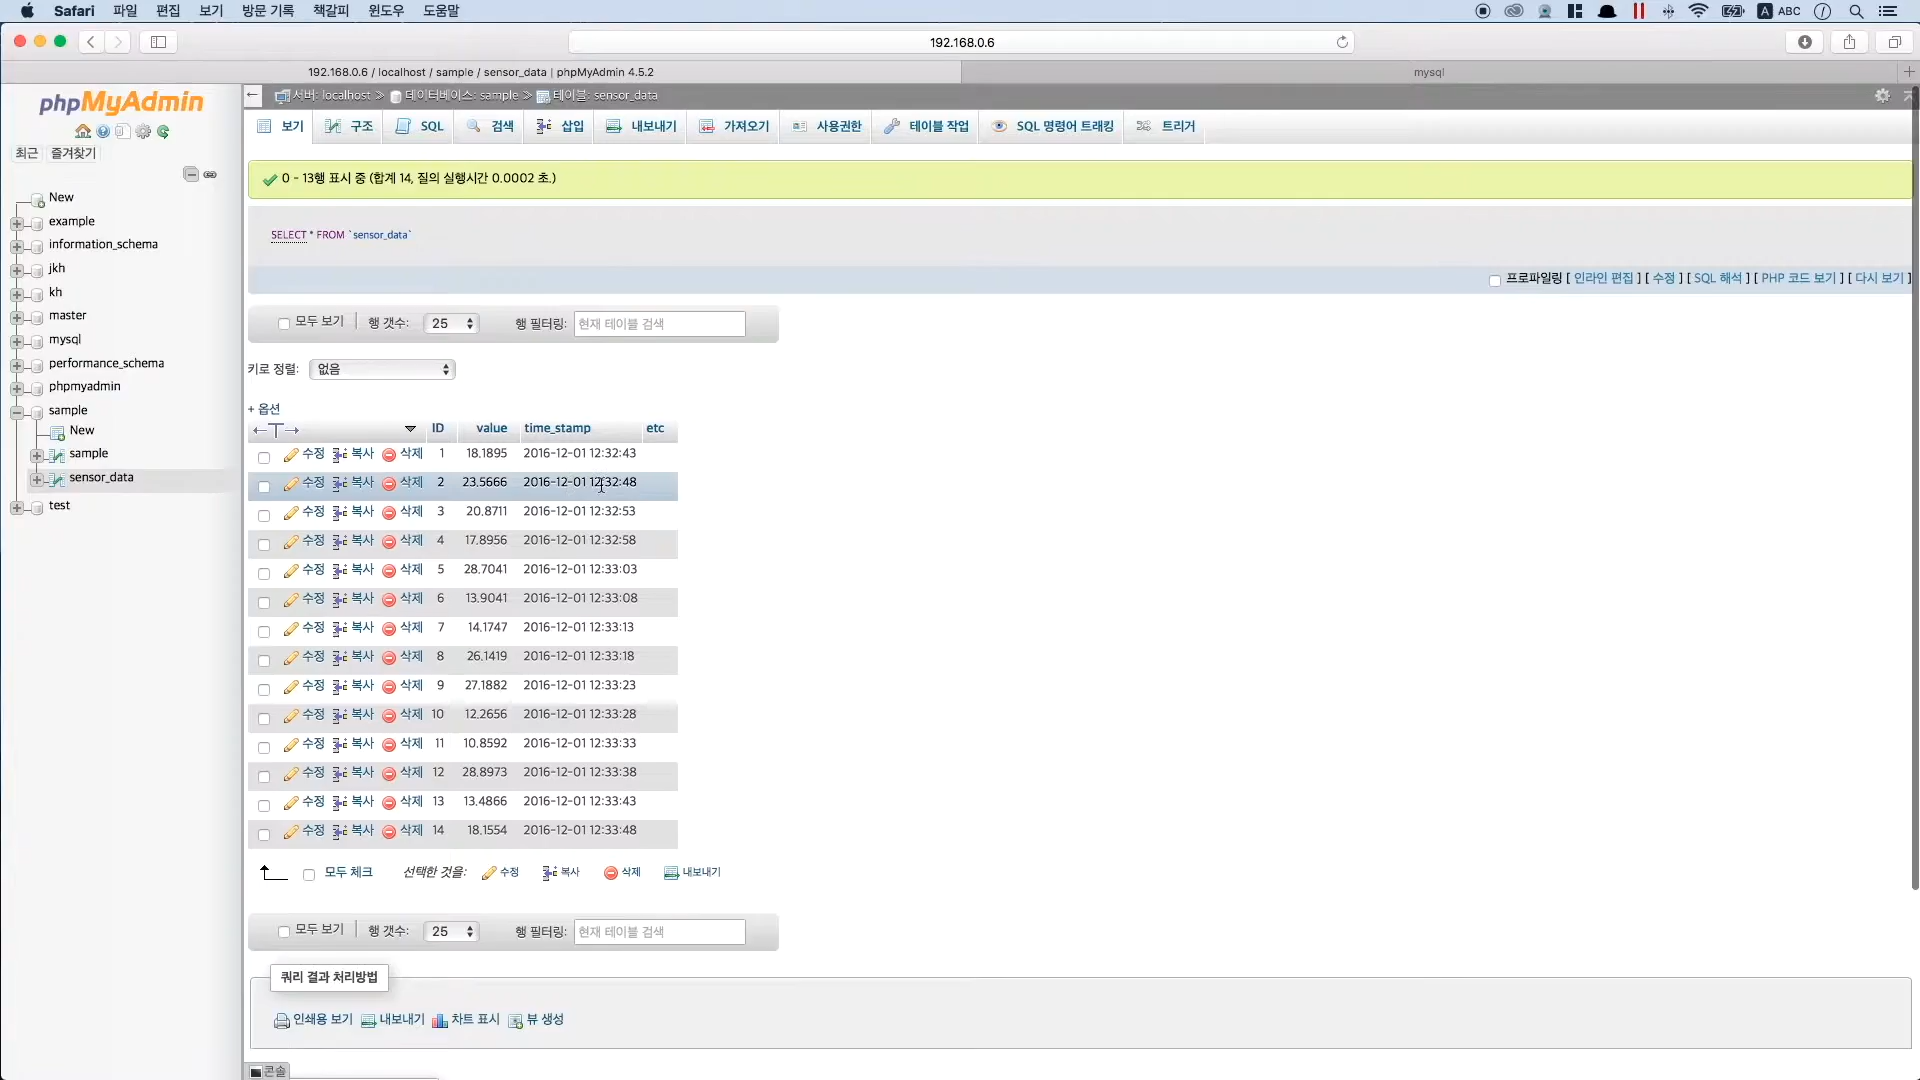 Safari 파일 편집 보기 방문 기록 책갈피 윈도우 도움말 A ABC
192.168.0.6
192.168.0.6 / localhost / sample / sensor_data | phpMyAdmin 4.5.2 mysql
phpMyAdmin
최근 즐겨찾기
New
example
information_schema
jkh
kh
master
mysql
performance_schema
phpmyadmin
sample
New
sample
sensor_data
test
서버: localhost » 데이터베이스: sample » 테이블: sensor_data
보기 구조 SQL 검색 삽입 내보내기 가져오기 사용권한 테이블 작업 SQL 명령어 트래킹 트리거
0 - 13행 표시 중 (합계 14, 질의 실행시간 0.0002 초.)
SELECT * FROM `sensor_data`
프로파일링 [ 인라인 편집 ] [ 수정 ] [ SQL 해석 ] [ PHP 코드 보기 ] [ 다시 보기 ]
모두 보기 행 갯수: 25 행 필터링: 현재 테이블 검색
키로 정렬: 없음
+ 옵션
←T→ ID value time_stamp etc
수정 복사 삭제 1 18.1895 2016-12-01 12:32:43
수정 복사 삭제 2 23.5666 2016-12-01 12:32:48
수정 복사 삭제 3 20.8711 2016-12-01 12:32:53
수정 복사 삭제 4 17.8956 2016-12-01 12:32:58
수정 복사 삭제 5 28.7041 2016-12-01 12:33:03
수정 복사 삭제 6 13.9041 2016-12-01 12:33:08
수정 복사 삭제 7 14.1747 2016-12-01 12:33:13
수정 복사 삭제 8 26.1419 2016-12-01 12:33:18
수정 복사 삭제 9 27.1882 2016-12-01 12:33:23
수정 복사 삭제 10 12.2656 2016-12-01 12:33:28
수정 복사 삭제 11 10.8592 2016-12-01 12:33:33
수정 복사 삭제 12 28.8973 2016-12-01 12:33:38
수정 복사 삭제 13 13.4866 2016-12-01 12:33:43
수정 복사 삭제 14 18.1554 2016-12-01 12:33:48
모두 체크 선택한 것을: 수정 복사 삭제 내보내기
모두 보기 행 갯수: 25 행 필터링: 현재 테이블 검색
쿼리 결과 처리방법
인쇄용 보기 내보내기 차트 표시 뷰 생성
콘솔